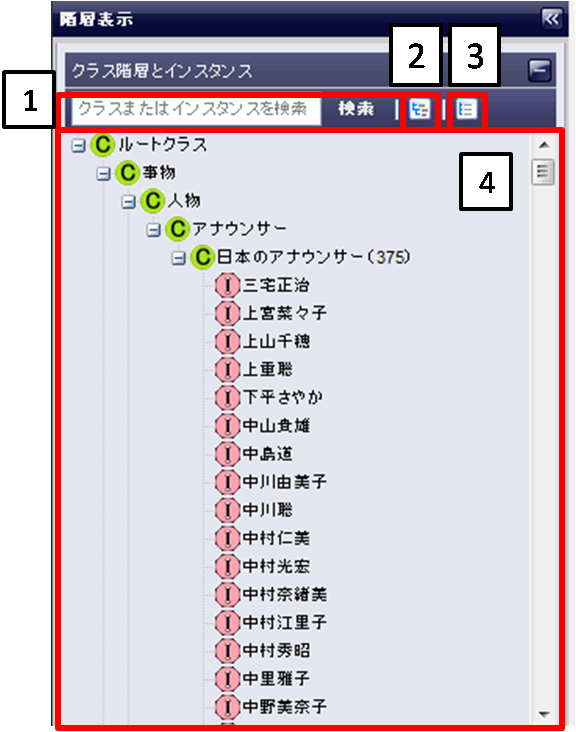 階層表示
2
3
クラス階層とインスタンス
1
クラスまたはインスタンスを検索 検索
4
C ルートクラス
C 事物
C 人物
C アナウンサー
C 日本のアナウンサー(375)
I 三宅正治
I 上宮菜々子
I 上山千穂
I 上重聡
I 下平さやか
I 中山貴雄
I 中島道
I 中川由美子
I 中川聡
I 中村仁美
I 中村光宏
I 中村奈緒美
I 中村江里子
I 中村秀昭
I 中里雅子
I 中野美奈子